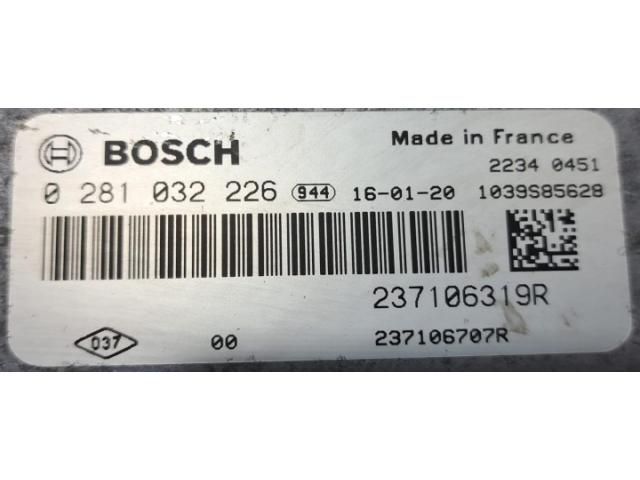 BOSCH
Made in France
2234 0451
0 281 032 226 944 16-01-20 1039S85628
237106319R
037 00 237106707R